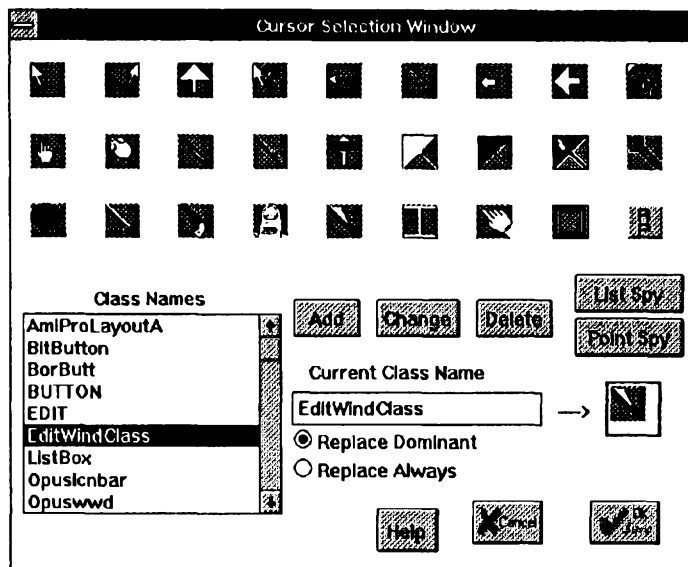 Cursor Selection Window
Class Names
AmiProLayoutA
BitButton
BorButt
BUTTON
EDIT
EditWindClass
ListBox
Opusicnbar
Opuswwd
Add
Change
Delete
List Spy
Point Spy
Current Class Name
EditWindClass
Replace Dominant
Replace Always
Help
Cancel
OK